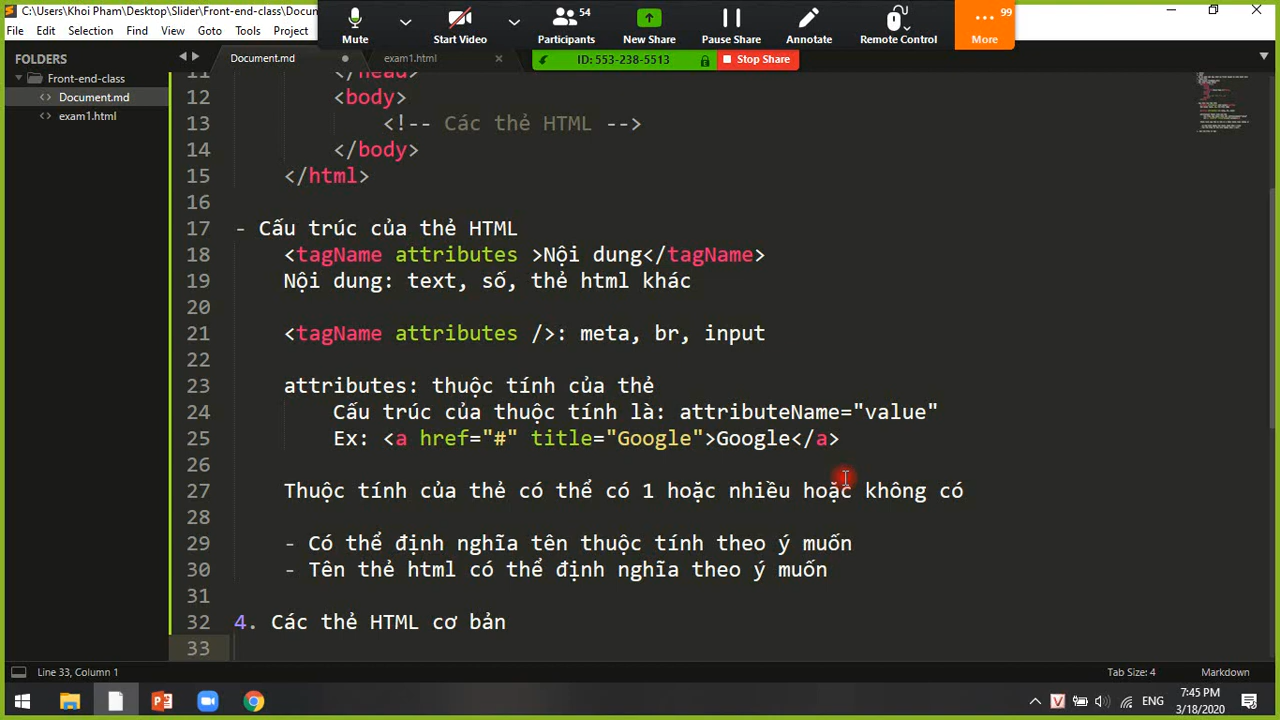 C:\Users\Khoi Pham\Desktop\Slider\Front-end-class\Docu
File Edit Selection Find View Goto Tools Project
Mute
Start Video
54
Participants
New Share
Pause Share
Annotate
Remote Control
99
More
ID: 553-238-5513
Stop Share
FOLDERS
Front-end-class
Document.md
exam1.html
Document.md
exam1.html
11 </head>
12 <body>
13 <!-- Các thẻ HTML -->
14 </body>
15 </html>
16
17 - Cấu trúc của thẻ HTML
18 <tagName attributes >Nội dung</tagName>
19 Nội dung: text, số, thẻ html khác
20
21 <tagName attributes />: meta, br, input
22
23 attributes: thuộc tính của thẻ
24 Cấu trúc của thuộc tính là: attributeName="value"
25 Ex: <a href="#" title="Google">Google</a>
26
27 Thuộc tính của thẻ có thể có 1 hoặc nhiều hoặc không có
28
29 - Có thể định nghĩa tên thuộc tính theo ý muốn
30 - Tên thẻ html có thể định nghĩa theo ý muốn
31
32 4. Các thẻ HTML cơ bản
33
Line 33, Column 1
Tab Size: 4
Markdown
ENG
7:45 PM
3/18/2020